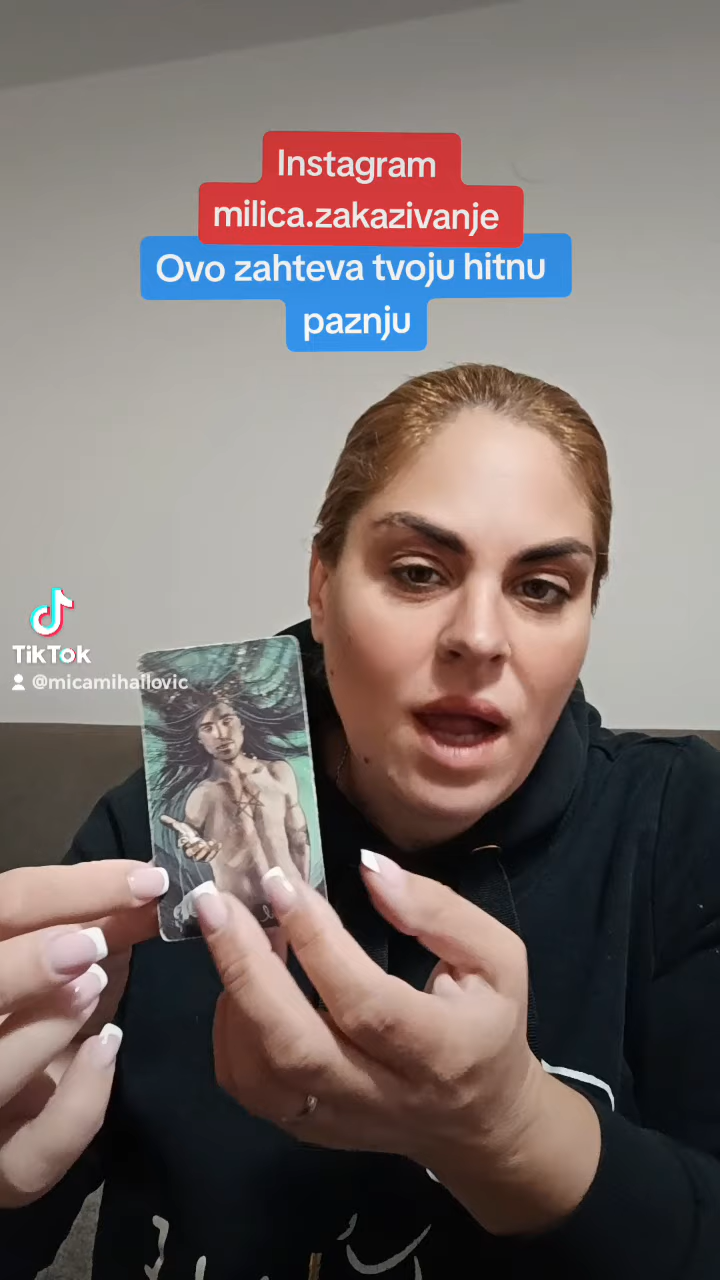 Instagram
milica.zakazivanje
Ovo zahteva tvoju hitnu
paznju
TikTok
@micamihailovic